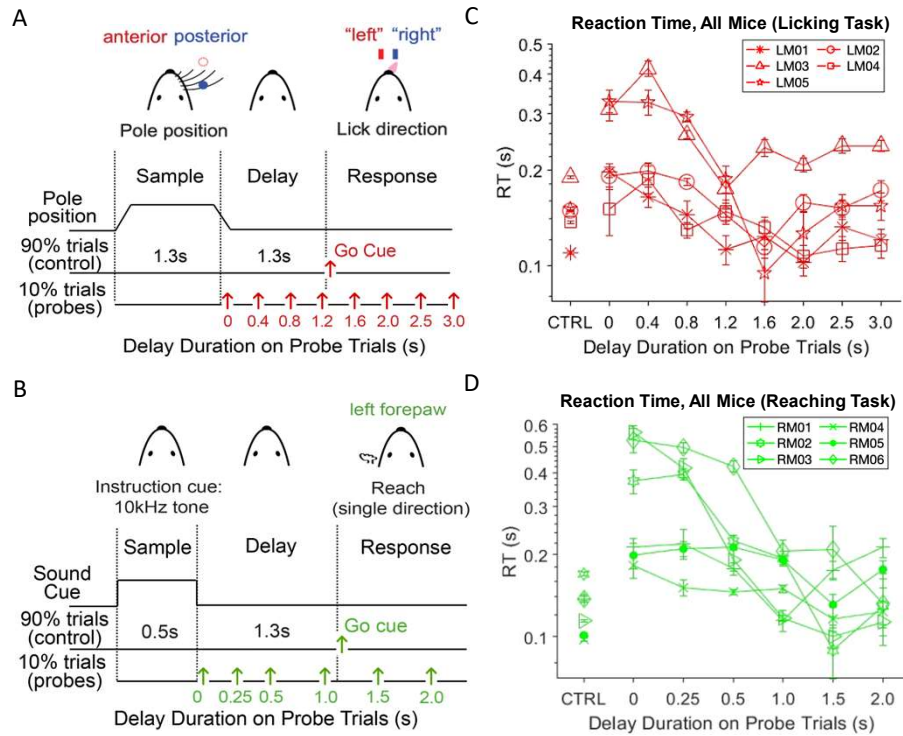 A
anterior posterior
"left" "right"
Pole position
Lick direction
Sample Delay Response
Pole
position
90% trials
(control)
1.3s 1.3s Go Cue
10% trials
(probes)
0 0.4 0.8 1.2 1.6 2.0 2.5 3.0
Delay Duration on Probe Trials (s)
B
left forepaw
Instruction cue:
10kHz tone
Reach
(single direction)
Sample Delay Response
Sound
Cue
90% trials
(control)
0.5s 1.3s Go cue
10% trials
(probes)
0 0.25 0.5 1.0 1.5 2.0
Delay Duration on Probe Trials (s)
C
Reaction Time, All Mice (Licking Task)
LM01 LM02
LM03 LM04
LM05
0.5
0.3
0.2
0.1
RT (s)
CTRL 0 0.4 0.8 1.2 1.6 2.0 2.5 3.0
Delay Duration on Probe Trials (s)
D
Reaction Time, All Mice (Reaching Task)
RM01 RM04
RM02 RM05
RM03 RM06
0.6
0.5
0.4
0.3
0.2
0.1
RT (s)
CTRL 0 0.25 0.5 1.0 1.5 2.0
Delay Duration on Probe Trials (s)